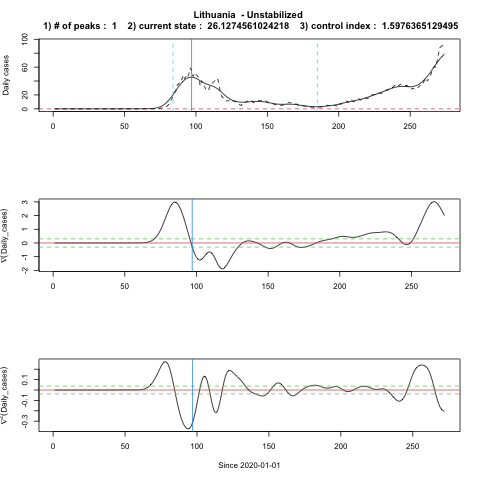 Lithuania - Unstabilized
1) # of peaks : 1 2) current state : 26.1274561024218 3) control index : 1.5976365129495
Daily cases
100
60
20
0
0 50 100 150 200 250
∇(Daily_cases)
3
2
1
0
-1
-2
0 50 100 150 200 250
∇²(Daily_cases)
0.1
-0.1
-0.3
0 50 100 150 200 250
Since 2020-01-01